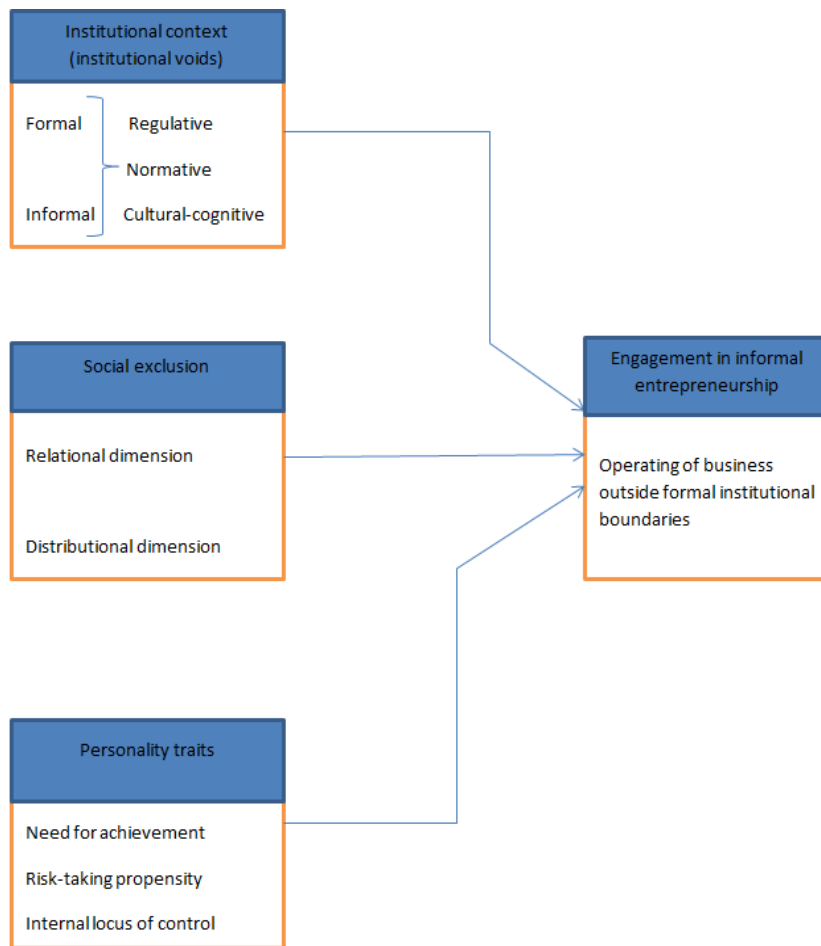 Institutional context
(institutional voids)
Formal Regulative
Normative
Informal Cultural-cognitive
Social exclusion
Relational dimension
Distributional dimension
Engagement in informal
entrepreneurship
Operating of business
outside formal institutional
boundaries
Personality traits
Need for achievement
Risk-taking propensity
Internal locus of control